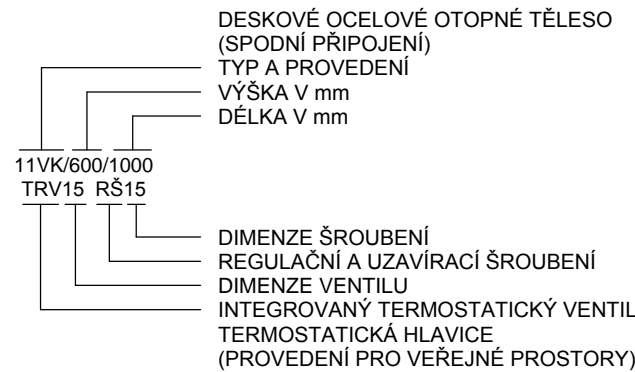 DESKOVÉ OCELOVÉ OTOPNÉ TĚLESO
(SPODNÍ PŘIPOJENÍ)
TYP A PROVEDENÍ
VÝŠKA V mm
DÉLKA V mm
11VK/600/1000
TRV15 RŠ15
DIMENZE ŠROUBENÍ
REGULAČNÍ A UZAVÍRACÍ ŠROUBENÍ
DIMENZE VENTILU
INTEGROVANÝ TERMOSTATICKÝ VENTIL
TERMOSTATICKÁ HLAVICE
(PROVEDENÍ PRO VEŘEJNÉ PROSTORY)